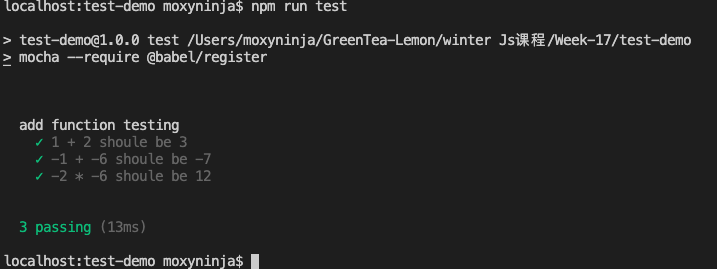 localhost:test-demo moxyninja$ npm run test
> test-demo@1.0.0 test /Users/moxyninja/GreenTea-Lemon/winter Js课程/Week-17/test-demo
> mocha --require @babel/register
add function testing
✓ 1 + 2 shoule be 3
✓ -1 + -6 shoule be -7
✓ -2 * -6 shoule be 12
3 passing (13ms)
localhost:test-demo moxyninja$